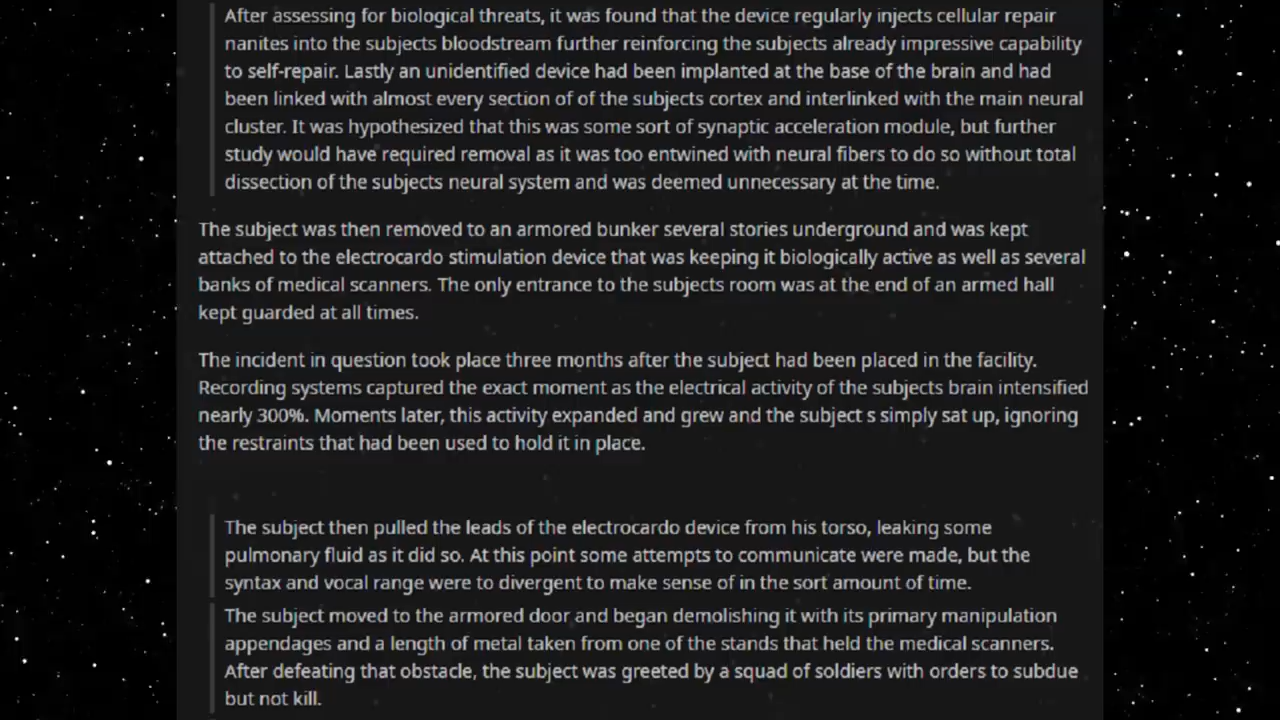 After assessing for biological threats, it was found that the device regularly injects cellular repair
nanites into the subjects bloodstream further reinforcing the subjects already impressive capability
to self-repair. Lastly an unidentified device had been implanted at the base of the brain and had
been linked with almost every section of of the subjects cortex and interlinked with the main neural
cluster. It was hypothesized that this was some sort of synaptic acceleration module, but further
study would have required removal as it was too entwined with neural fibers to do so without total
dissection of the subjects neural system and was deemed unnecessary at the time.
The subject was then removed to an armored bunker several stories underground and was kept
attached to the electrocardo stimulation device that was keeping it biologically active as well as several
banks of medical scanners. The only entrance to the subjects room was at the end of an armed hall
kept guarded at all times.
The incident in question took place three months after the subject had been placed in the facility.
Recording systems captured the exact moment as the electrical activity of the subjects brain intensified
nearly 300%. Moments later, this activity expanded and grew and the subject s simply sat up, ignoring
the restraints that had been used to hold it in place.
The subject then pulled the leads of the electrocardo device from his torso, leaking some
pulmonary fluid as it did so. At this point some attempts to communicate were made, but the
syntax and vocal range were to divergent to make sense of in the sort amount of time.
The subject moved to the armored door and began demolishing it with its primary manipulation
appendages and a length of metal taken from one of the stands that held the medical scanners.
After defeating that obstacle, the subject was greeted by a squad of soldiers with orders to subdue
but not kill.